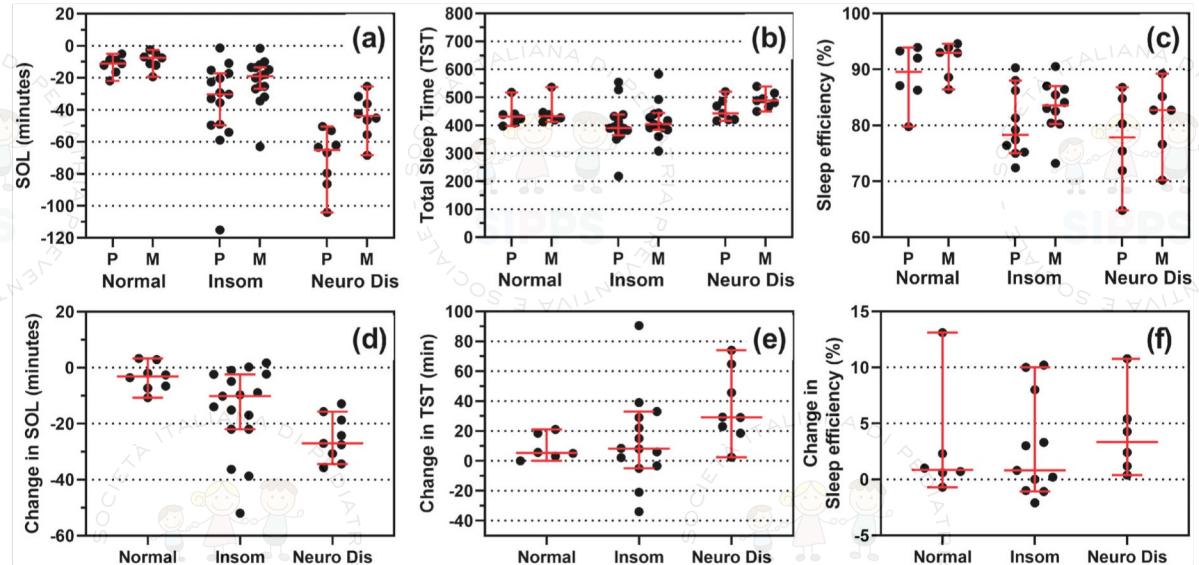 (a)
SOL (minutes)
20
0
-20
-40
-60
-80
-100
-120
P M P M P M
Normal Insom Neuro Dis
(b)
Total Sleep Time (TST)
800
700
600
500
400
300
200
100
0
P M P M P M
Normal Insom Neuro Dis
(c)
Sleep efficiency (%)
100
90
80
70
60
P M P M P M
Normal Insom Neuro Dis
(d)
Change in SOL (minutes)
20
0
-20
-40
-60
Normal Insom Neuro Dis
(e)
Change in TST (min)
100
80
60
40
20
0
-20
-40
Normal Insom Neuro Dis
(f)
Change in
Sleep efficiency (%)
15
10
5
0
-5
Normal Insom Neuro Dis
SIPPS
SIPPS